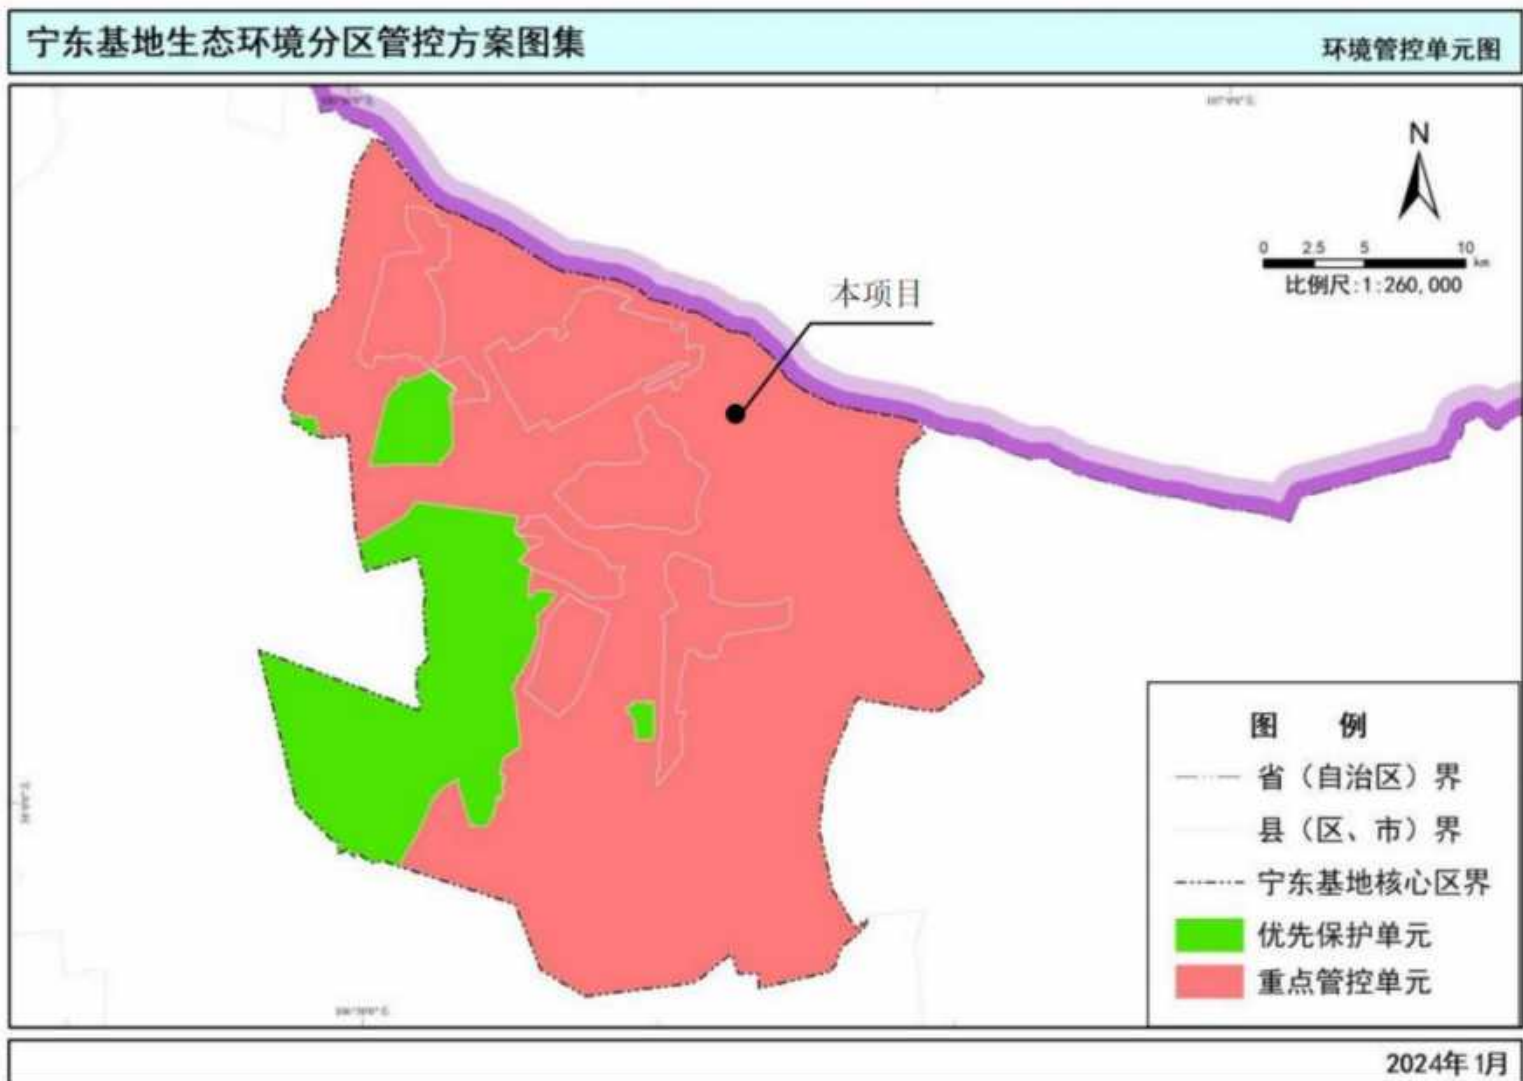 宁东基地生态环境分区管控方案图集
环境管控单元图
N
0 2.5 5 10
km
比例尺:1:260,000
本项目
图 例
省（自治区）界
县（区、市）界
宁东基地核心区界
优先保护单元
重点管控单元
2024年1月